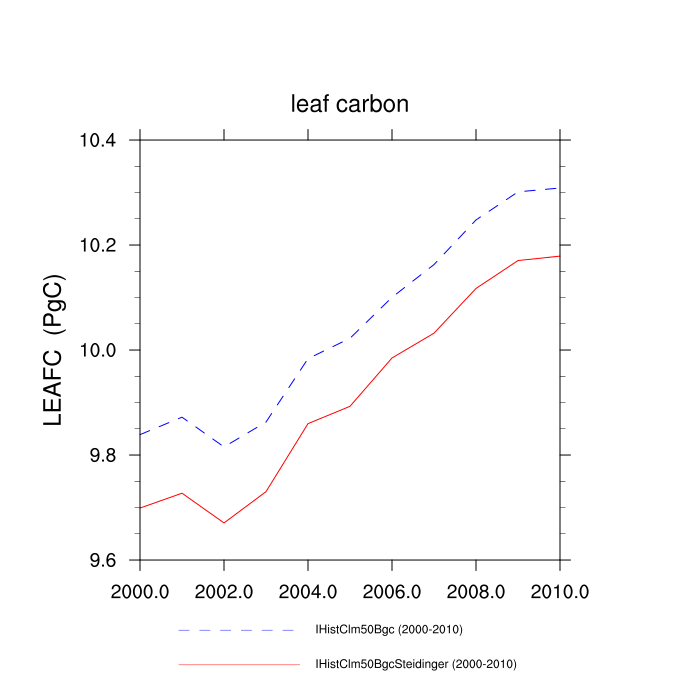 leaf carbon
10.4
10.2
10.0
9.8
9.6
LEAFC (PgC)
2000.0 2002.0 2004.0 2006.0 2008.0 2010.0
IHistClm50Bgc (2000-2010)
IHistClm50BgcSteidinger (2000-2010)